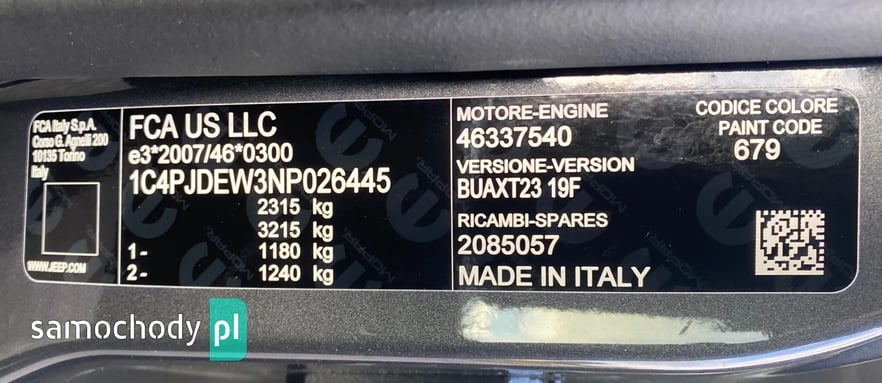 FCA Italy S.p.A.
Corso G. Agnelli 200
10135 Torino
WWW.JEEP.COM
FCA US LLC
e3*2007/46*0300
1C4PJDEW3NP026445
2315 kg
3215 kg
1- 1180 kg
2- 1240 kg
MOTORE-ENGINE
46337540
VERSIONE-VERSION
BUAXT23 19F
RICAMBI-SPARES
2085057
MADE IN ITALY
CODICE COLORE
PAINT CODE
679
MOPAR
samochody pl